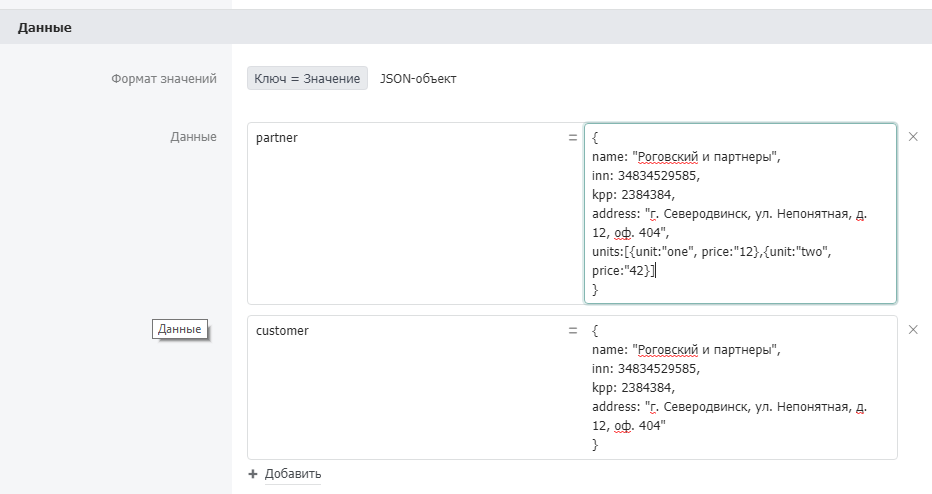 Данные
Формат значений
Ключ = Значение JSON-объект
Данные
partner
=
{
name: "Роговский и партнеры",
inn: 34834529585,
kpp: 2384384,
address: "г. Северодвинск, ул. Непонятная, д.
12, оф. 404",
units:[{unit:"one", price:"12},{unit:"two",
price:"42}]
}
Данные
customer
=
{
name: "Роговский и партнеры",
inn: 34834529585,
kpp: 2384384,
address: "г. Северодвинск, ул. Непонятная, д.
12, оф. 404"
}
+ Добавить